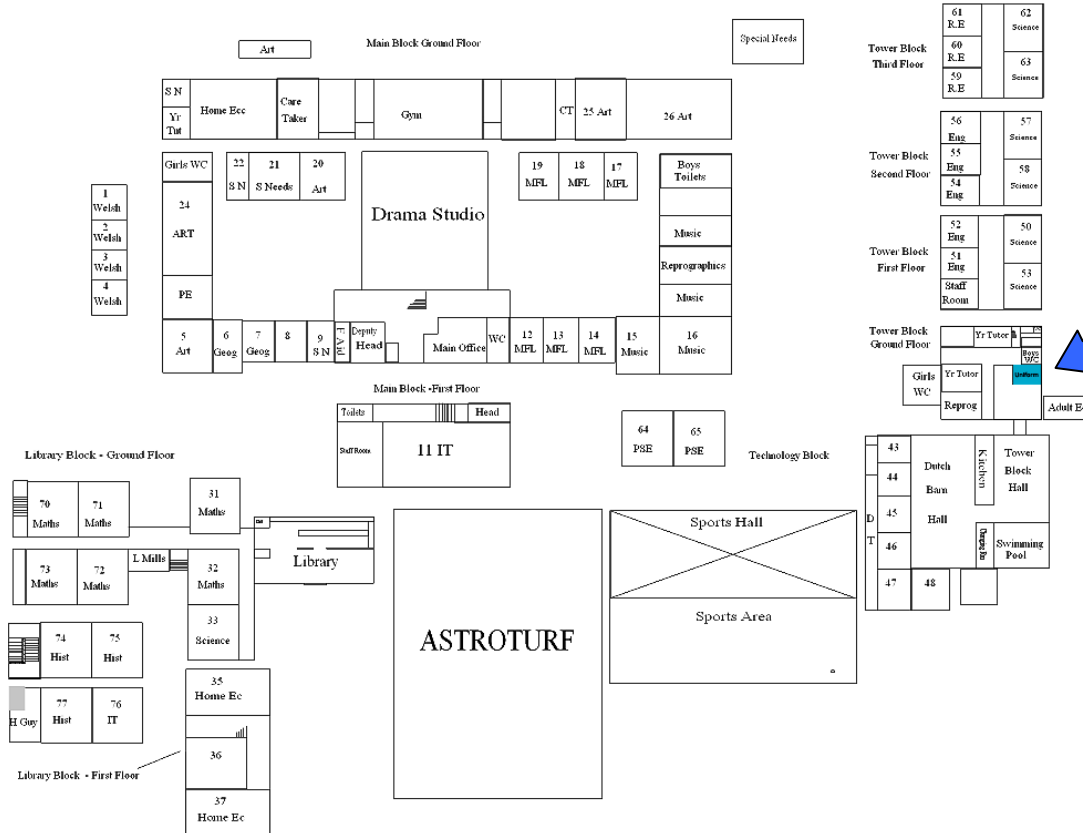 Art
Main Block Ground Floor
Special Needs
S N
Yr
Tut
Home Ecc
Care
Taker
Gym
CT
25 Art
26 Art
Girls WC
22
S N
21
S Needs
20
Art
Drama Studio
19
MFL
18
MFL
17
MFL
Boys
Toilets
24
ART
Music
Reprographics
PE
Music
1
Welsh
2
Welsh
3
Welsh
4
Welsh
5
Art
6
Geog
7
Geog
8
9
S N
F Aid
Deputy
Head
Main Office
WC
12
MFL
13
MFL
14
MFL
15
Music
16
Music
Tower Block
Third Floor
61
R.E
60
R.E
59
R.E
62
Science
63
Science
Tower Block
Second Floor
56
Eng
55
Eng
54
Eng
57
Science
58
Science
Tower Block
First Floor
52
Eng
51
Eng
Staff
Room
50
Science
53
Science
Tower Block
Ground Floor
Yr Tutor
Boys
WC
Uniform
Girls
WC
Yr Tutor
Reprog
Adult E
Main Block -First Floor
Toilets
Head
Staff Room
11 IT
64
PSE
65
PSE
Technology Block
43
44
45
46
47
48
D
T
Dutch
Barn
Hall
Kitchen
Tower
Block
Hall
Swimming
Pool
Library Block - Ground Floor
70
Maths
71
Maths
31
Maths
73
Maths
72
Maths
L Mills
32
Maths
33
Science
Library
74
Hist
75
Hist
H Guy
77
Hist
76
IT
35
Home Ec
36
37
Home Ec
Library Block - First Floor
ASTROTURF
Sports Hall
Sports Area